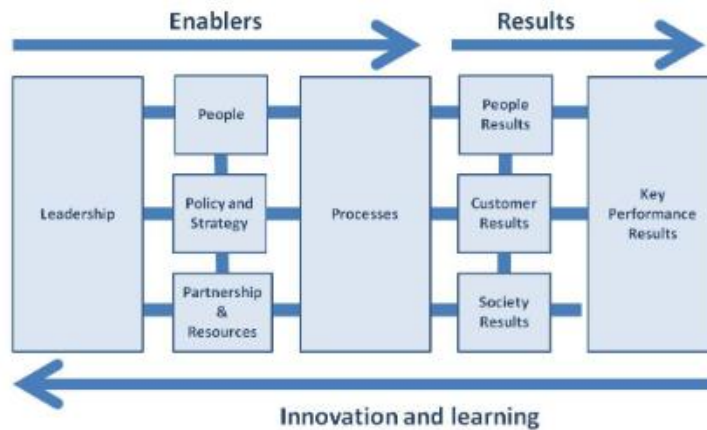 Enablers
Results
Leadership
People
Policy and
Strategy
Partnership
&
Resources
Processes
People
Results
Customer
Results
Society
Results
Key
Performance
Results
Innovation and learning